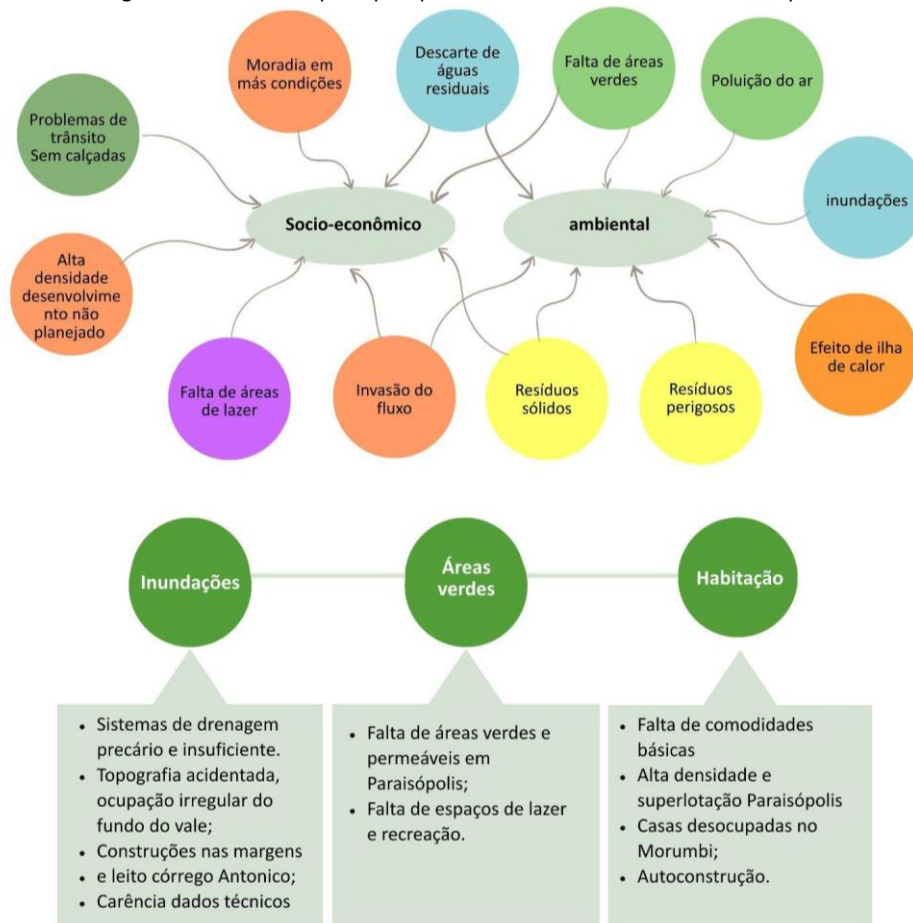 Moradia em
más condições
Descarte de
águas
residuais
Falta de áreas
verdes
Poluição do ar
Problemas de
trânsito
Sem calçadas
inundações
Socio-econômico
ambiental
Alta
densidade
desenvolvime
nto não
planejado
Falta de áreas
de lazer
Invasão do
fluxo
Resíduos
sólidos
Resíduos
perigosos
Efeito de ilha
de calor
Inundações
Áreas
verdes
Habitação
• Sistemas de drenagem
precário e insuficiente.
• Topografia acidentada,
ocupação irregular do
fundo do vale;
• Construções nas margens
• e leito córrego Antonico;
• Carência dados técnicos
• Falta de áreas verdes e
permeáveis em
Paraisópolis;
• Falta de espaços de lazer
e recreação.
• Falta de comodidades
básicas
• Alta densidade e
superlotação Paraisópolis
• Casas desocupadas no
Morumbi;
• Autoconstrução.